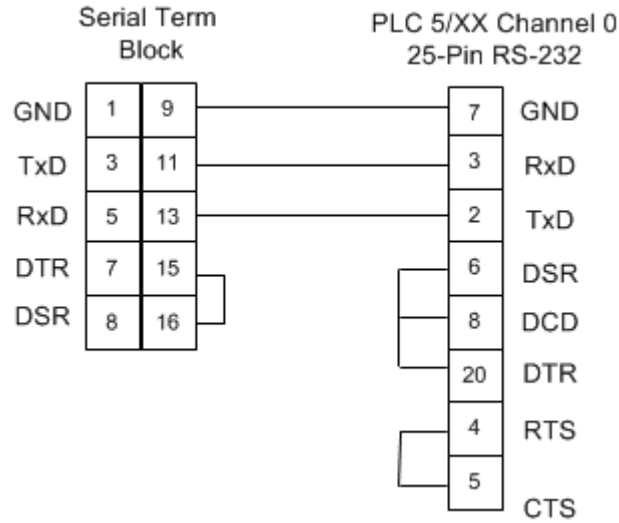 Serial Term
Block
PLC 5/XX Channel 0
25-Pin RS-232
GND 1 9 7 GND
TxD 3 11 3 RxD
RxD 5 13 2 TxD
DTR 7 15 6 DSR
DSR 8 16 8 DCD
20 DTR
4 RTS
5 CTS